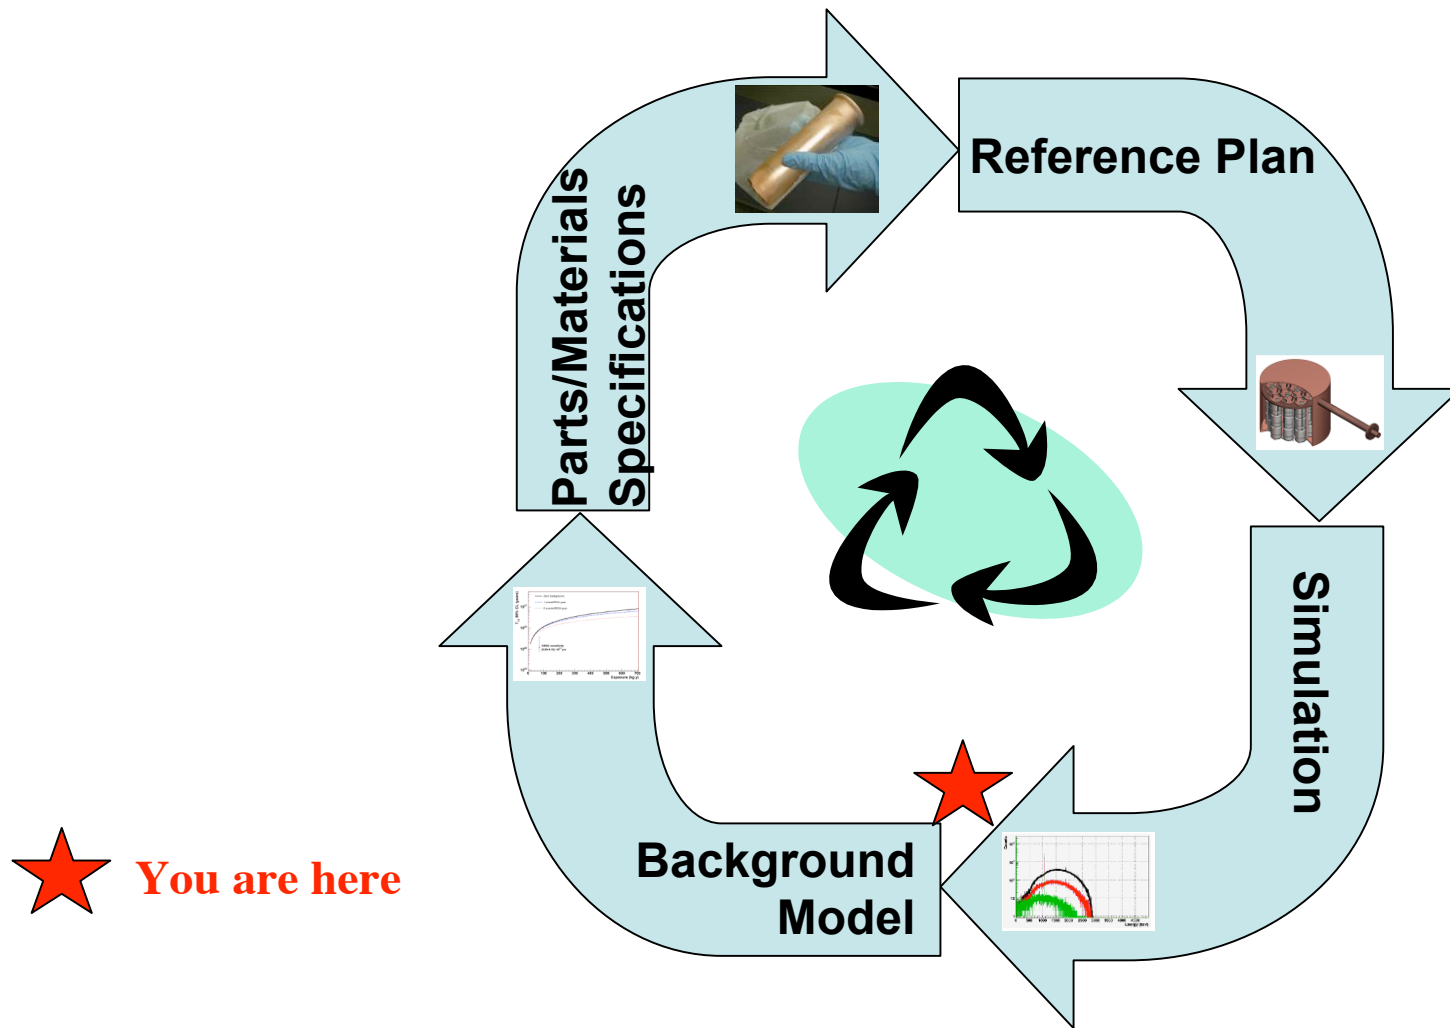 Reference Plan
Parts/Materials
Specifications
Simulation
Background
Model
You are here